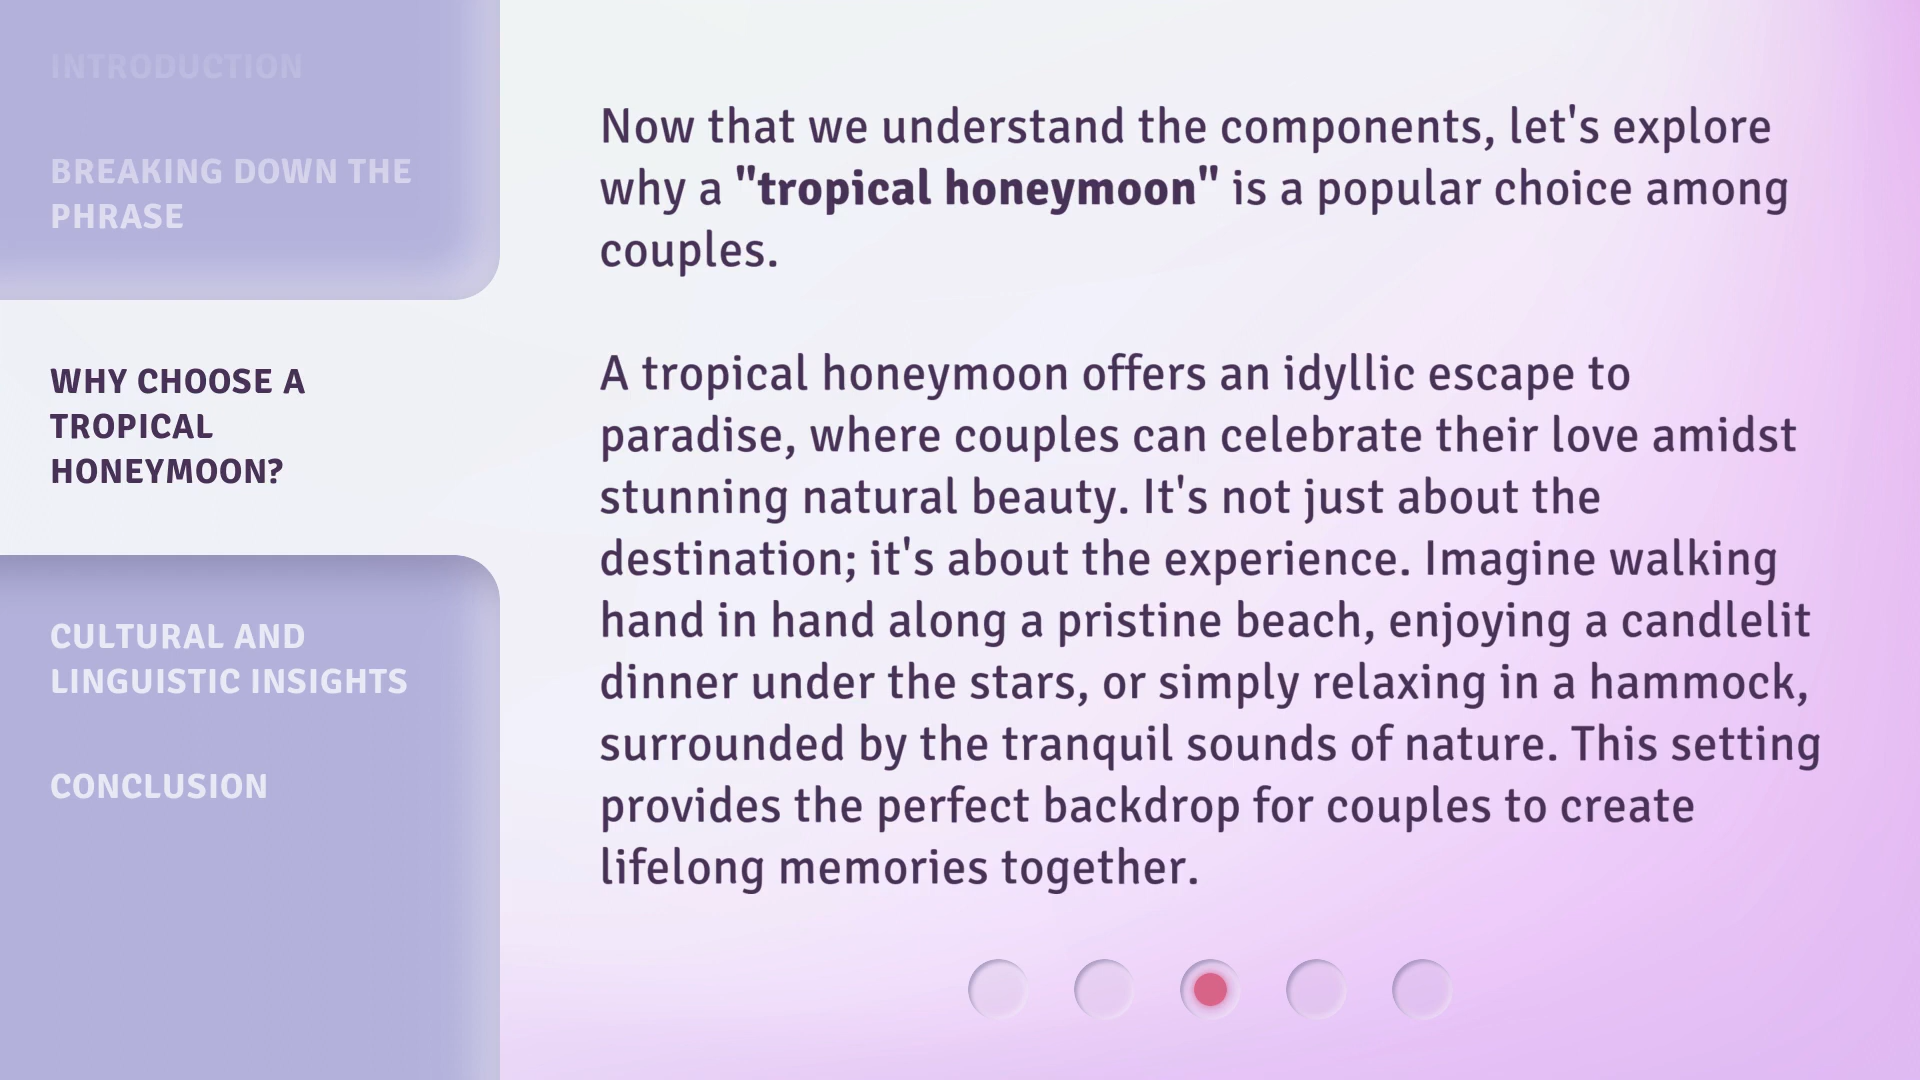 INTRODUCTION
BREAKING DOWN THE
PHRASE
WHY CHOOSE A
TROPICAL
HONEYMOON?
CULTURAL AND
LINGUISTIC INSIGHTS
CONCLUSION
Now that we understand the components, let's explore
why a "tropical honeymoon" is a popular choice among
couples.
A tropical honeymoon offers an idyllic escape to
paradise, where couples can celebrate their love amidst
stunning natural beauty. It's not just about the
destination; it's about the experience. Imagine walking
hand in hand along a pristine beach, enjoying a candlelit
dinner under the stars, or simply relaxing in a hammock,
surrounded by the tranquil sounds of nature. This setting
provides the perfect backdrop for couples to create
lifelong memories together.